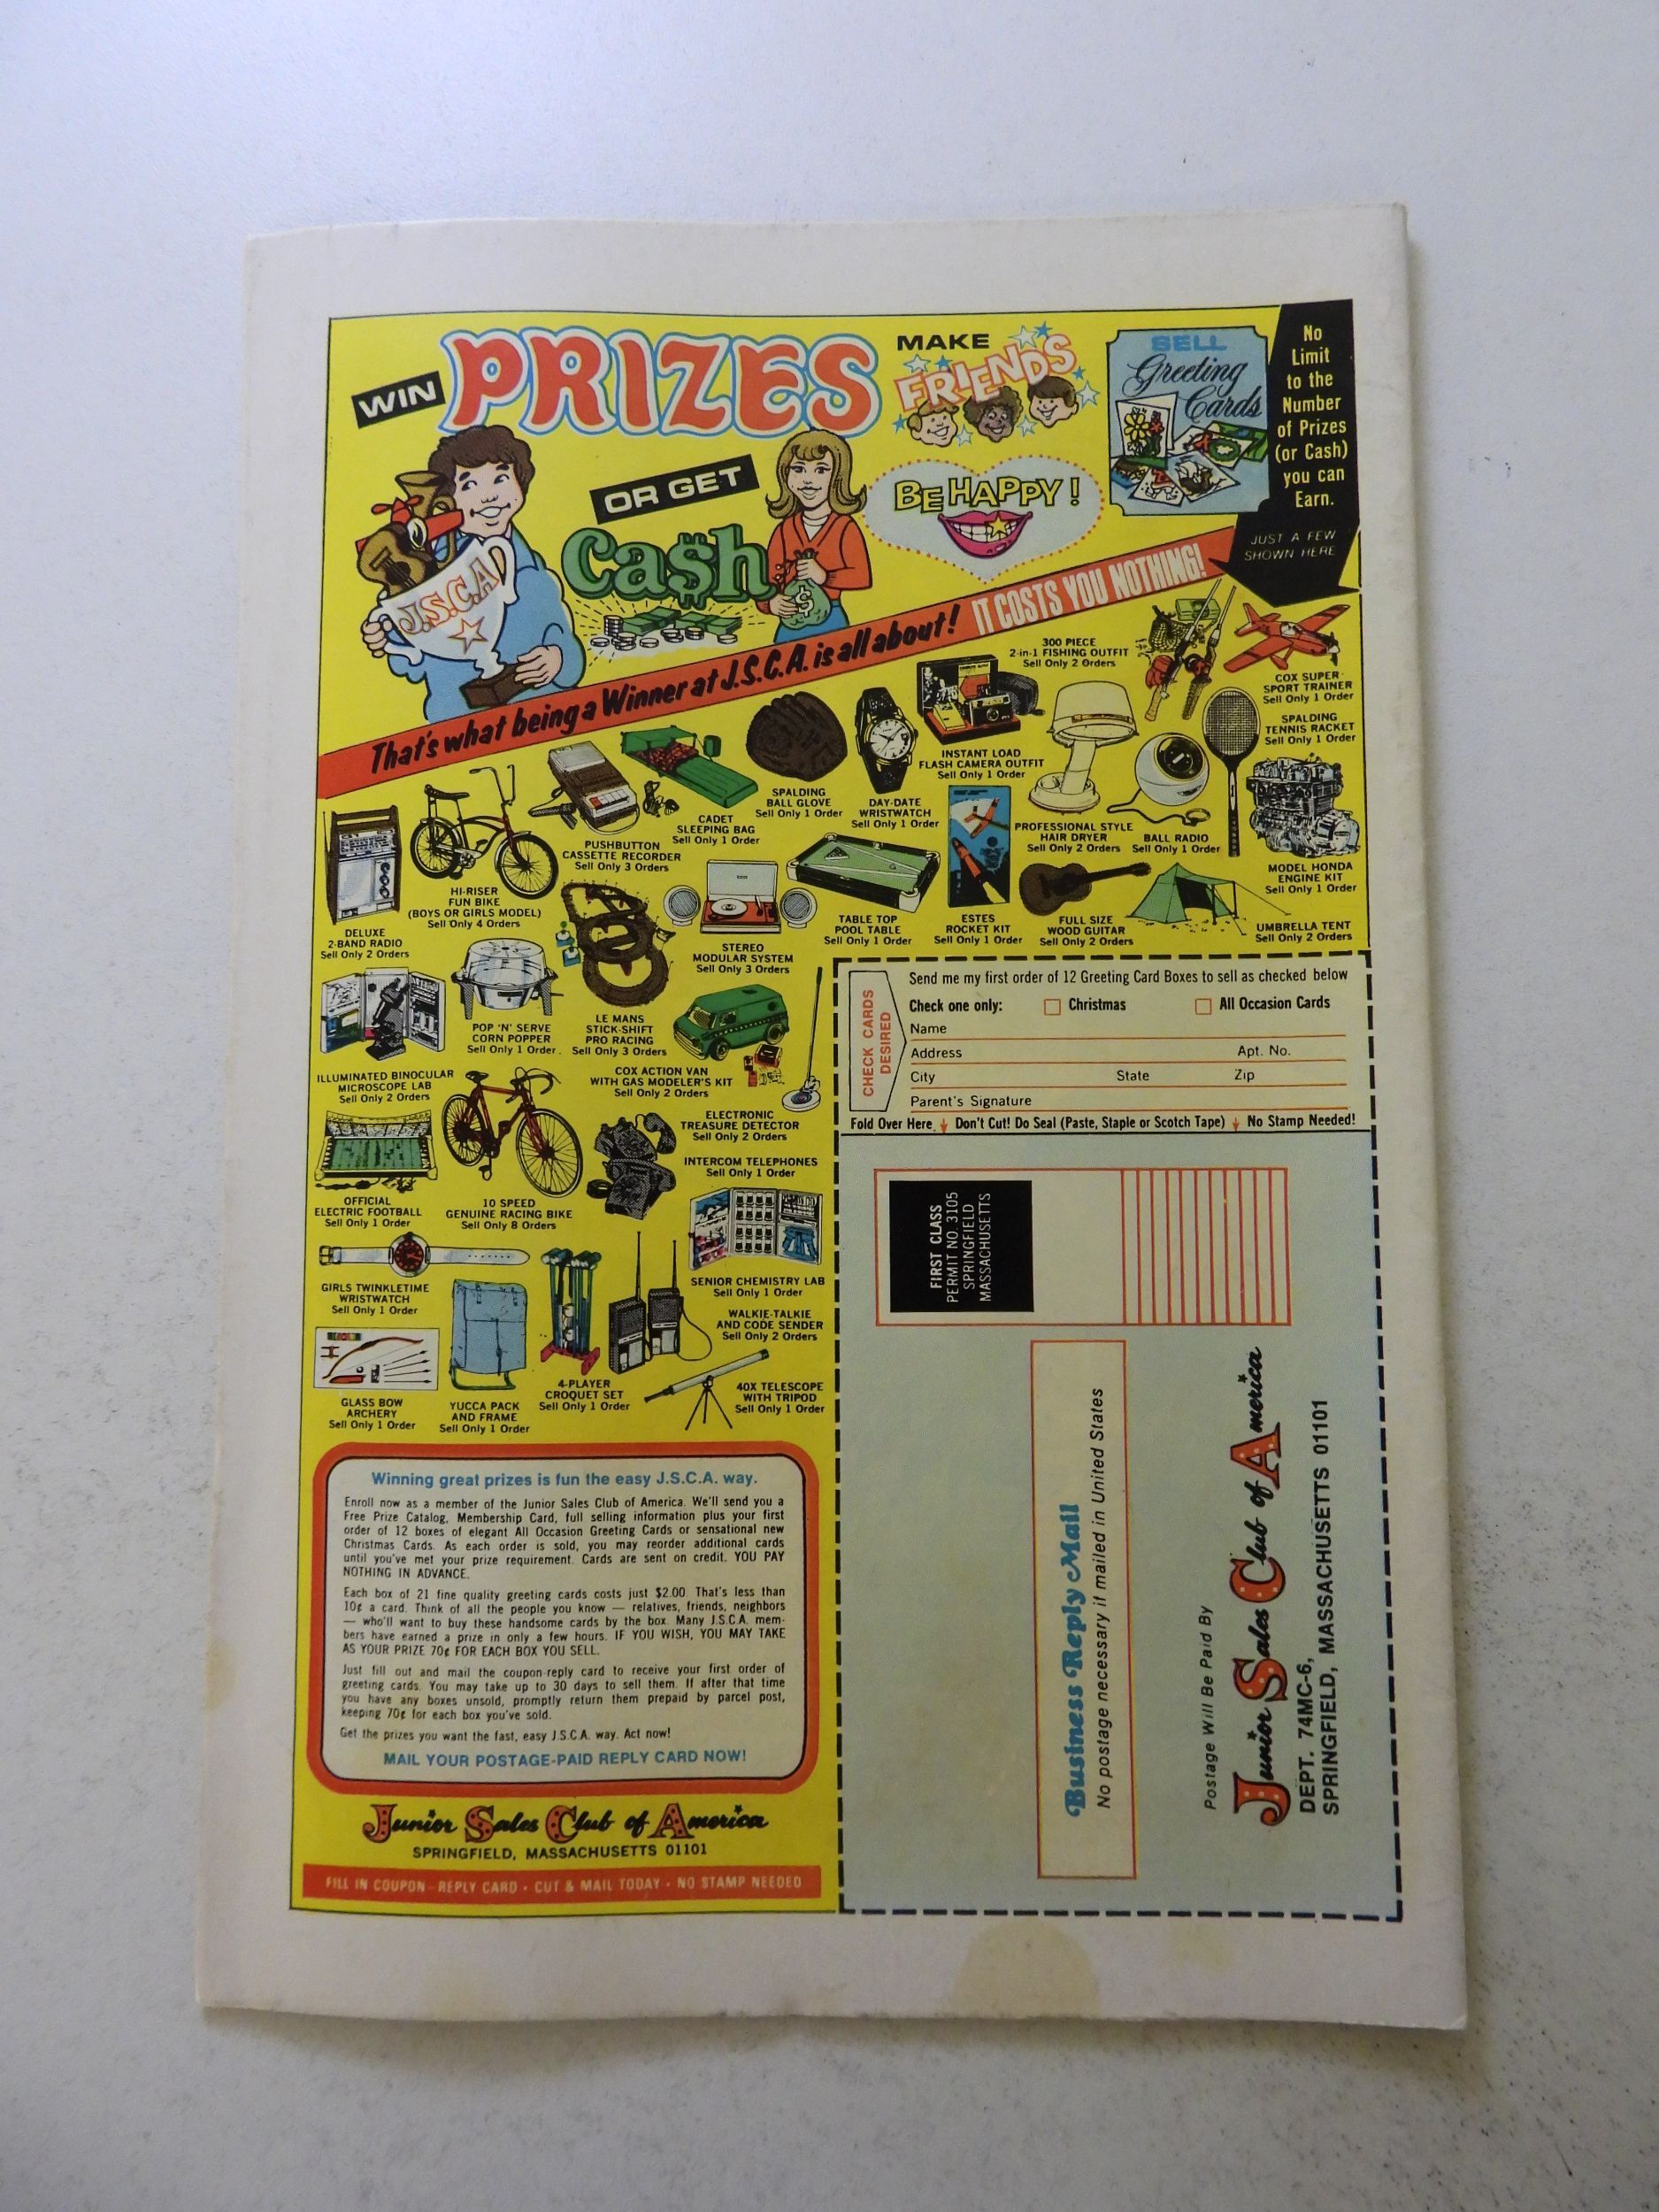 WIN PRIZES
OR GET
Ca$h
MAKE
FRIENDS
BE HAPPY!
SELL
Greeting
Cards
No
Limit
to the
Number
of Prizes
(or Cash)
you can
Earn.
JUST A FEW
SHOWN HERE
J.S.C.A
$
That's what being a Winner at J.S.C.A. is all about! IT COSTS YOU NOTHING!
300 PIECE
2-in-1 FISHING OUTFIT
Sell Only 2 Orders
COX SUPER
SPORT TRAINER
Sell Only 1 Order
SPALDING
TENNIS RACKET
Sell Only 1 Order
INSTANT LOAD
FLASH CAMERA OUTFIT
Sell Only 1 Order
SPALDING
BALL GLOVE
Sell Only 1 Order
DAY-DATE
WRISTWATCH
Sell Only 1 Order
CADET
SLEEPING BAG
Sell Only 1 Order
PROFESSIONAL STYLE
HAIR DRYER
Sell Only 2 Orders
BALL RADIO
Sell Only 1 Order
PUSHBUTTON
CASSETTE RECORDER
Sell Only 3 Orders
MODEL HONDA
ENGINE KIT
Sell Only 1 Order
HI-RISER
FUN BIKE
(BOYS OR GIRLS MODEL)
Sell Only 4 Orders
DELUXE
2-BAND RADIO
Sell Only 2 Orders
TABLE TOP
POOL TABLE
Sell Only 1 Order
ESTES
ROCKET KIT
Sell Only 1 Order
FULL SIZE
WOOD GUITAR
Sell Only 2 Orders
UMBRELLA TENT
Sell Only 2 Orders
STEREO
MODULAR SYSTEM
Sell Only 3 Orders
POP 'N' SERVE
CORN POPPER
Sell Only 1 Order.
LE MANS
STICK-SHIFT
PRO RACING
Sell Only 3 Orders
ILLUMINATED BINOCULAR
MICROSCOPE LAB
Sell Only 2 Orders
COX ACTION VAN
WITH GAS MODELER'S KIT
Sell Only 2 Orders
ELECTRONIC
TREASURE DETECTOR
Sell Only 2 Orders
INTERCOM TELEPHONES
Sell Only 1 Order
OFFICIAL
ELECTRIC FOOTBALL
Sell Only 1 Order
10 SPEED
GENUINE RACING BIKE
Sell Only 8 Orders
SENIOR CHEMISTRY LAB
Sell Only 1 Order
GIRLS TWINKLETIME
WRISTWATCH
Sell Only 1 Order
WALKIE-TALKIE
AND CODE SENDER
Sell Only 2 Orders
GLASS BOW
ARCHERY
Sell Only 1 Order
YUCCA PACK
AND FRAME
Sell Only 1 Order
4-PLAYER
CROQUET SET
Sell Only 1 Order
40X TELESCOPE
WITH TRIPOD
Sell Only 1 Order
Winning great prizes is fun the easy J.S.C.A. way.
Enroll now as a member of the Junior Sales Club of America. We'll send you a
Free Prize Catalog, Membership Card, full selling information plus your first
order of 12 boxes of elegant All Occasion Greeting Cards or sensational new
Christmas Cards. As each order is sold, you may reorder additional cards
until you've met your prize requirement. Cards are sent on credit. YOU PAY
NOTHING IN ADVANCE.
Each box of 21 fine quality greeting cards costs just $2.00. That's less than
10¢ a card. Think of all the people you know — relatives, friends, neighbors
— who'll want to buy these handsome cards by the box. Many J.S.C.A. mem-
bers have earned a prize in only a few hours. IF YOU WISH, YOU MAY TAKE
AS YOUR PRIZE 70¢ FOR EACH BOX YOU SELL.
Just fill out and mail the coupon-reply card to receive your first order of
greeting cards. You may take up to 30 days to sell them. If after that time
you have any boxes unsold, promptly return them prepaid by parcel post,
keeping 70¢ for each box you've sold.
Get the prizes you want the fast, easy J.S.C.A. way. Act now!
MAIL YOUR POSTAGE-PAID REPLY CARD NOW!
Junior Sales Club of America
SPRINGFIELD, MASSACHUSETTS 01101
FILL IN COUPON-REPLY CARD • CUT & MAIL TODAY • NO STAMP NEEDED
CHECK CARDS
DESIRED
Send me my first order of 12 Greeting Card Boxes to sell as checked below
Check one only: Christmas All Occasion Cards
Name
Address Apt. No.
City State Zip
Parent's Signature
Fold Over Here Don't Cut! Do Seal (Paste, Staple or Scotch Tape) No Stamp Needed!
FIRST CLASS
PERMIT NO. 3105
SPRINGFIELD
MASSACHUSETTS
Business Reply Mail
No postage necessary if mailed in United States
Postage Will Be Paid By
Junior Sales Club of America
DEPT. 74MC-6,
SPRINGFIELD, MASSACHUSETTS 01101